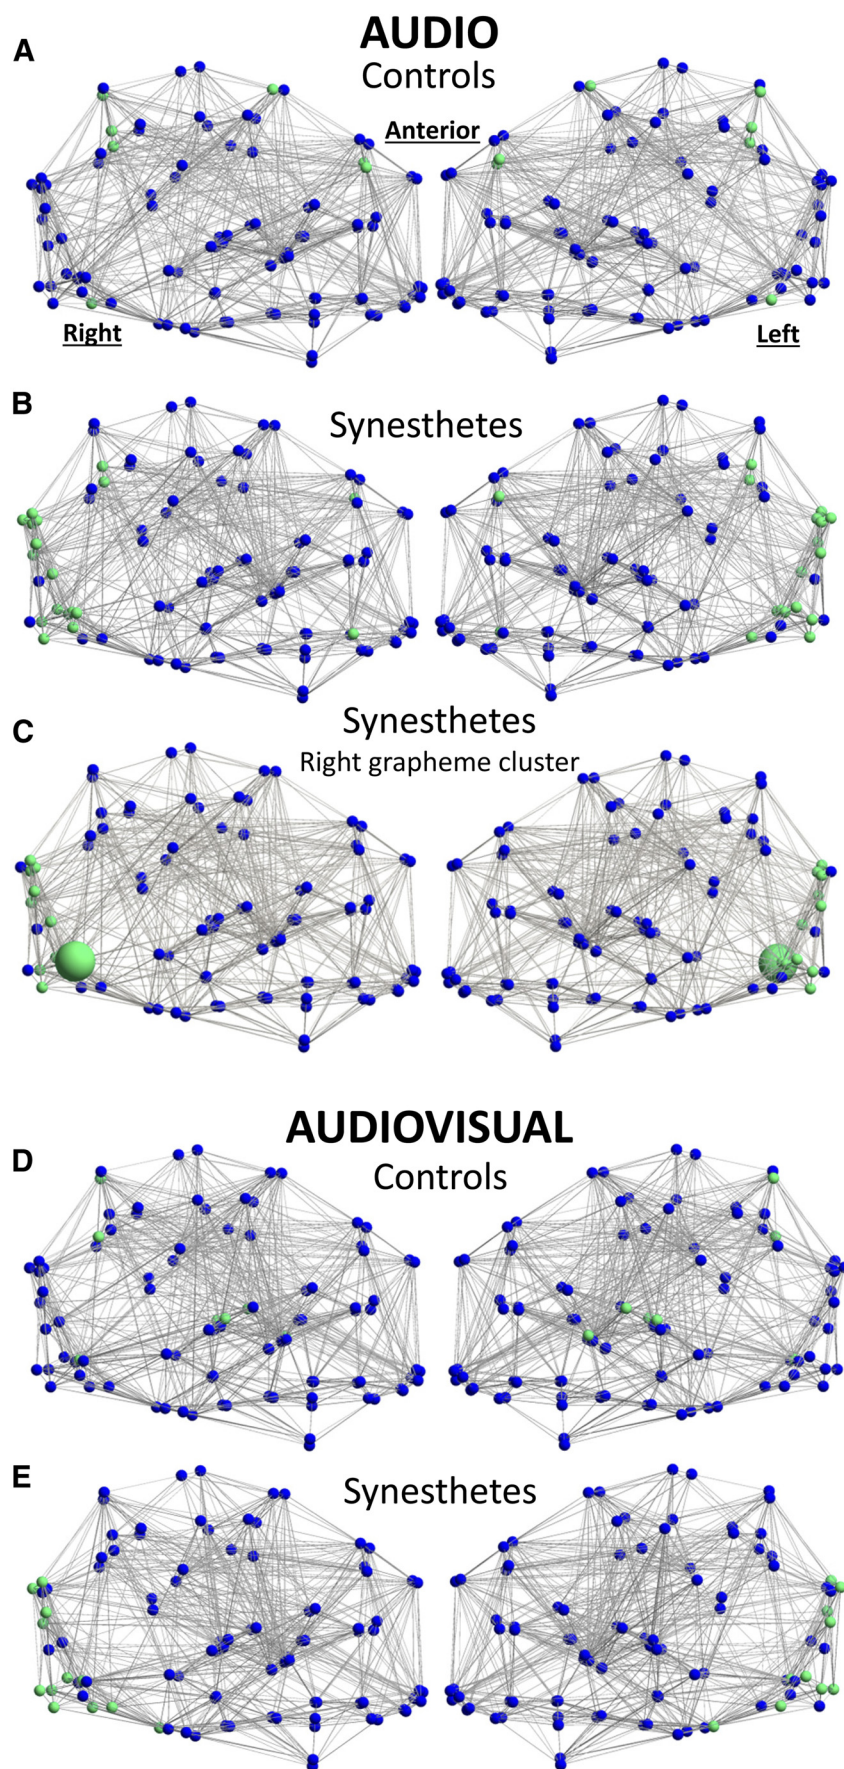 A
AUDIO
Controls
Anterior
Right
Left
B
Synesthetes
C
Synesthetes
Right grapheme cluster
AUDIOVISUAL
D
Controls
E
Synesthetes